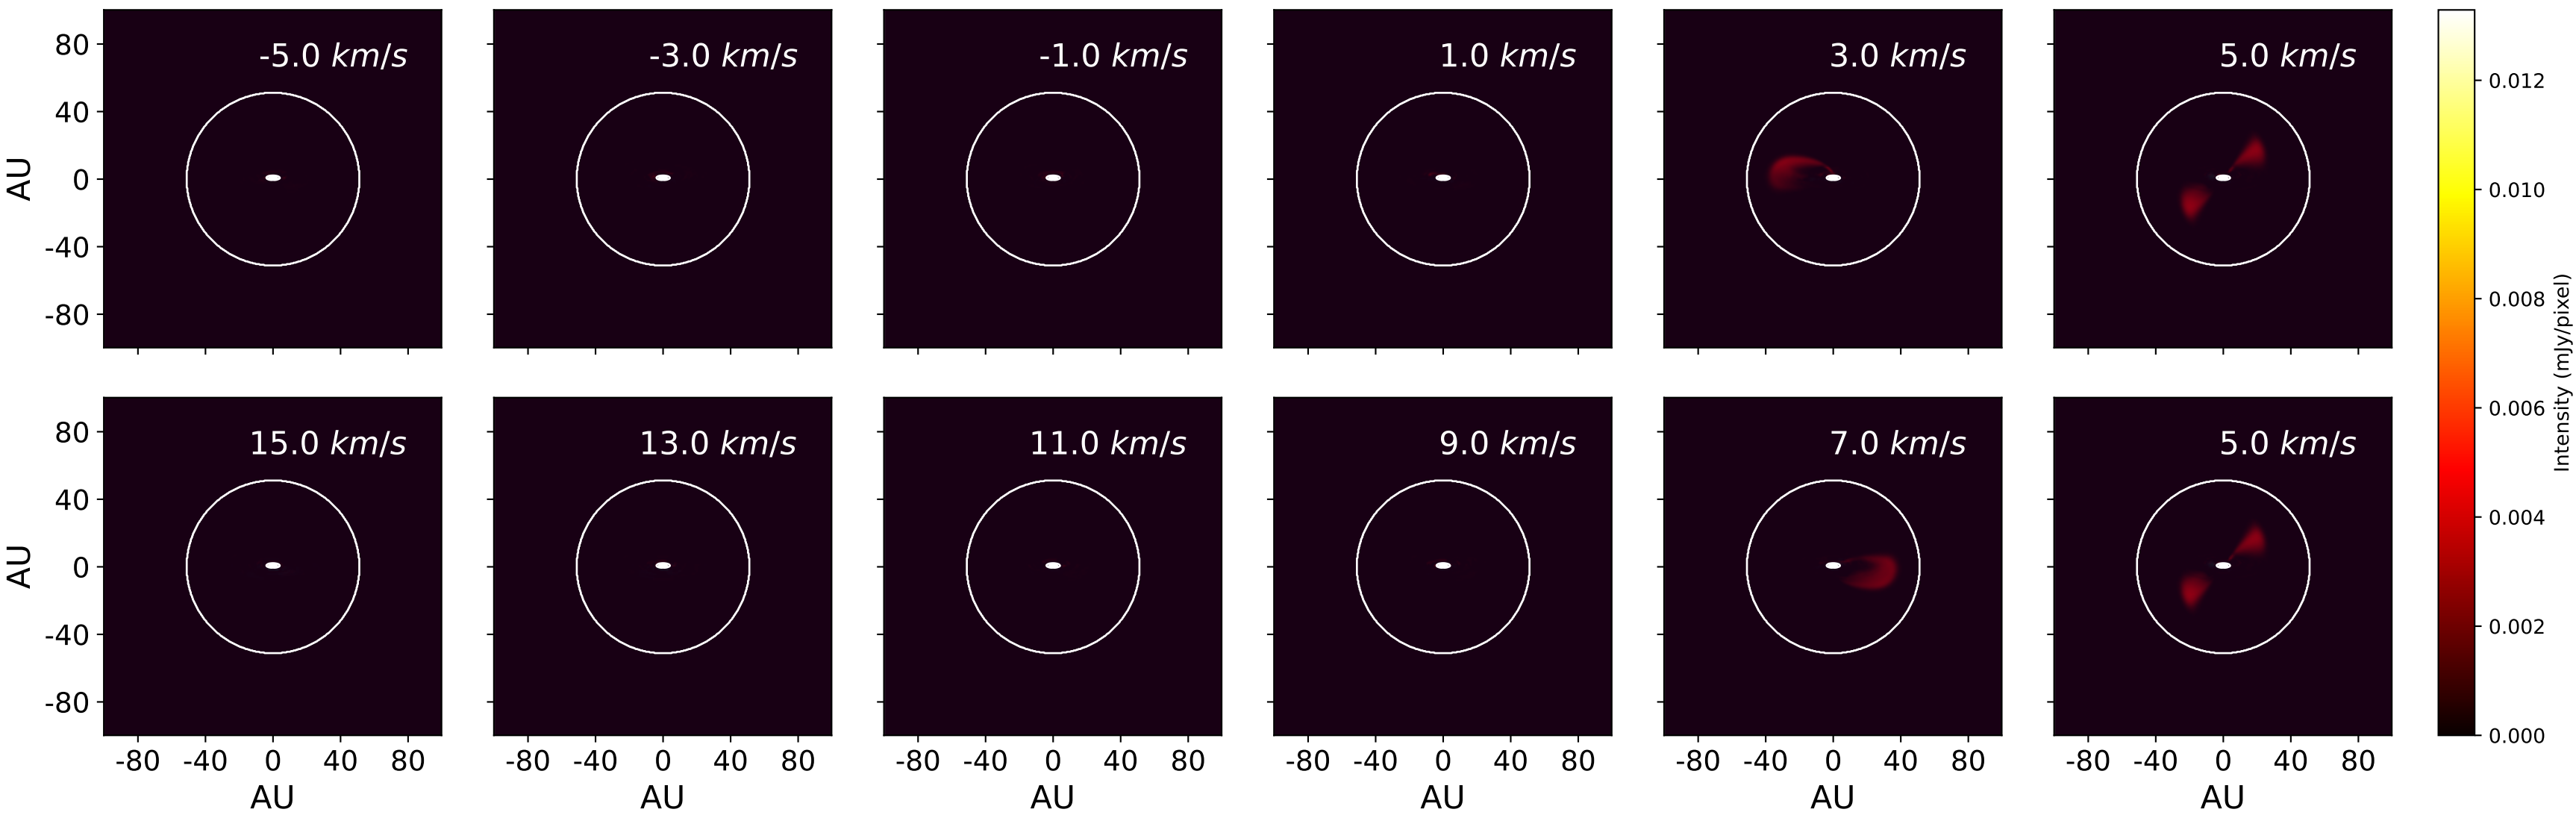 -5.0 km/s
-3.0 km/s
-1.0 km/s
1.0 km/s
3.0 km/s
5.0 km/s
80
40
0
-40
-80
AU
15.0 km/s
13.0 km/s
11.0 km/s
9.0 km/s
7.0 km/s
5.0 km/s
80
40
0
-40
-80
AU
-80 -40 0 40 80
-80 -40 0 40 80
-80 -40 0 40 80
-80 -40 0 40 80
-80 -40 0 40 80
-80 -40 0 40 80
AU
AU
AU
AU
AU
AU
0.012
0.010
0.008
0.006
0.004
0.002
0.000
Intensity (mJy/pixel)